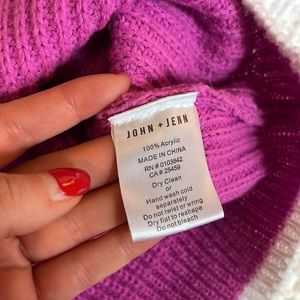 JOHN + JENN
100% Acrylic
MADE IN CHINA
RN # 0103842
CA # 25459
Dry Clean
or
Hand wash cold
separately
Do not twist or wring
Dry flat to reshape
Do not bleach